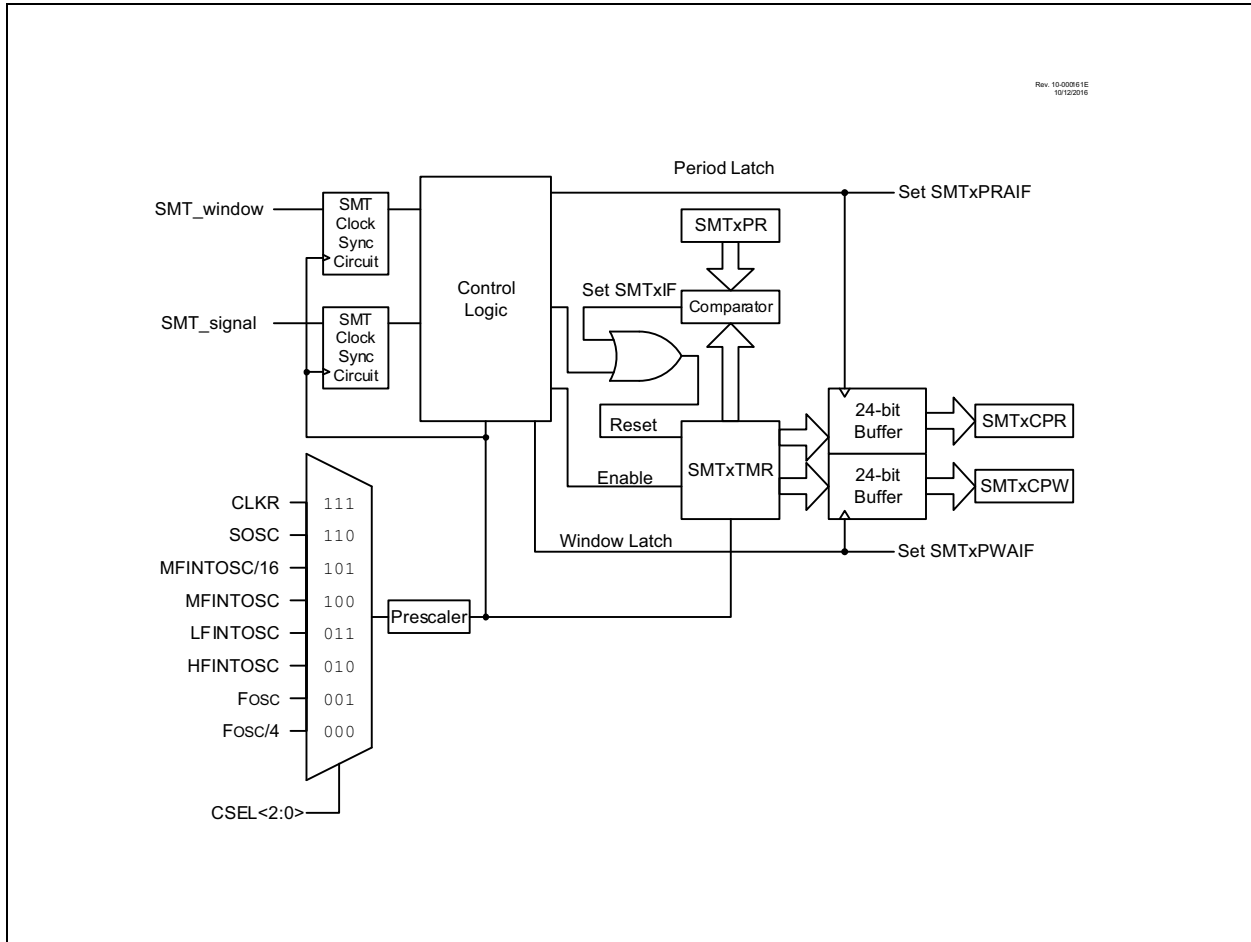 Rev. 10-000161E
10/12/2016
Period Latch
SMT_window
SMT
Clock
Sync
Circuit
Set SMTxPRAIF
SMTxPR
Control
Logic
Set SMTxIF
Comparator
SMT_signal
SMT
Clock
Sync
Circuit
24-bit
Buffer
SMTxCPR
Reset
SMTxTMR
Enable
24-bit
Buffer
SMTxCPW
Window Latch
Set SMTxPWAIF
CLKR 111
SOSC 110
MFINTOSC/16 101
MFINTOSC 100
Prescaler
LFINTOSC 011
HFINTOSC 010
FOSC 001
FOSC/4 000
CSEL<2:0>